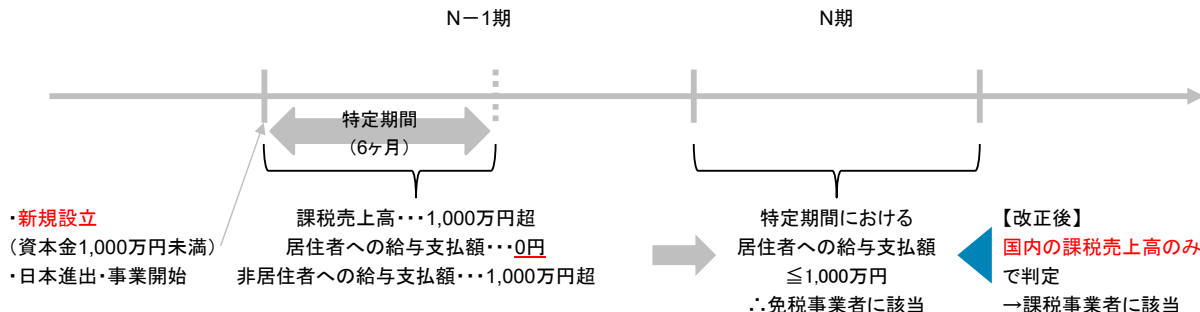 N－1期
N期
特定期間
(6ヶ月)
・新規設立
(資本金1,000万円未満)
・日本進出・事業開始
課税売上高・・・1,000万円超
居住者への給与支払額・・・0円
非居住者への給与支払額・・・1,000万円超
特定期間における
居住者への給与支払額
≦1,000万円
∴免税事業者に該当
【改正後】
国内の課税売上高のみ
で判定
→課税事業者に該当